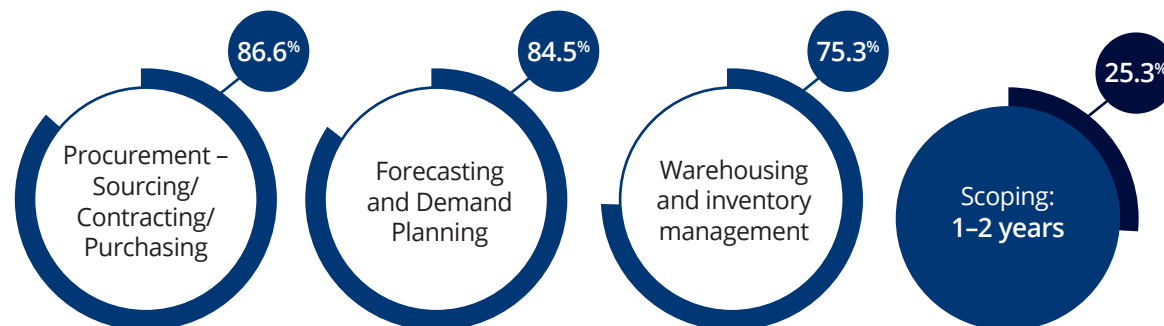 86.6%
Procurement –
Sourcing/
Contracting/
Purchasing
84.5%
Forecasting
and Demand
Planning
75.3%
Warehousing
and inventory
management
25.3%
Scoping:
1–2 years